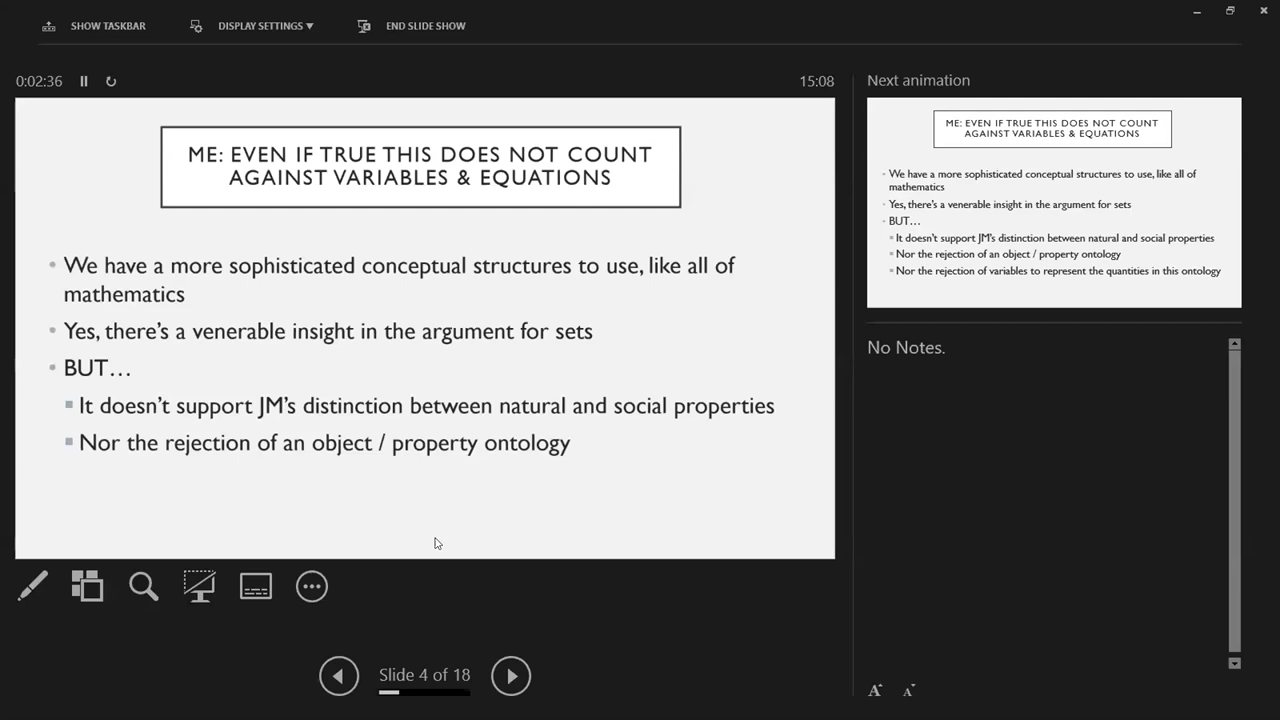 SHOW TASKBAR
DISPLAY SETTINGS ▼
END SLIDE SHOW
0:02:36
15:08
ME: EVEN IF TRUE THIS DOES NOT COUNT
AGAINST VARIABLES & EQUATIONS
• We have a more sophisticated conceptual structures to use, like all of
mathematics
• Yes, there's a venerable insight in the argument for sets
• BUT…
▪ It doesn't support JM's distinction between natural and social properties
▪ Nor the rejection of an object / property ontology
Slide 4 of 18
Next animation
ME: EVEN IF TRUE THIS DOES NOT COUNT
AGAINST VARIABLES & EQUATIONS
• We have a more sophisticated conceptual structures to use, like all of
mathematics
• Yes, there's a venerable insight in the argument for sets
• BUT…
▪ It doesn't support JM's distinction between natural and social properties
▪ Nor the rejection of an object / property ontology
▪ Nor the rejection of variables to represent the quantities in this ontology
No Notes.
A A